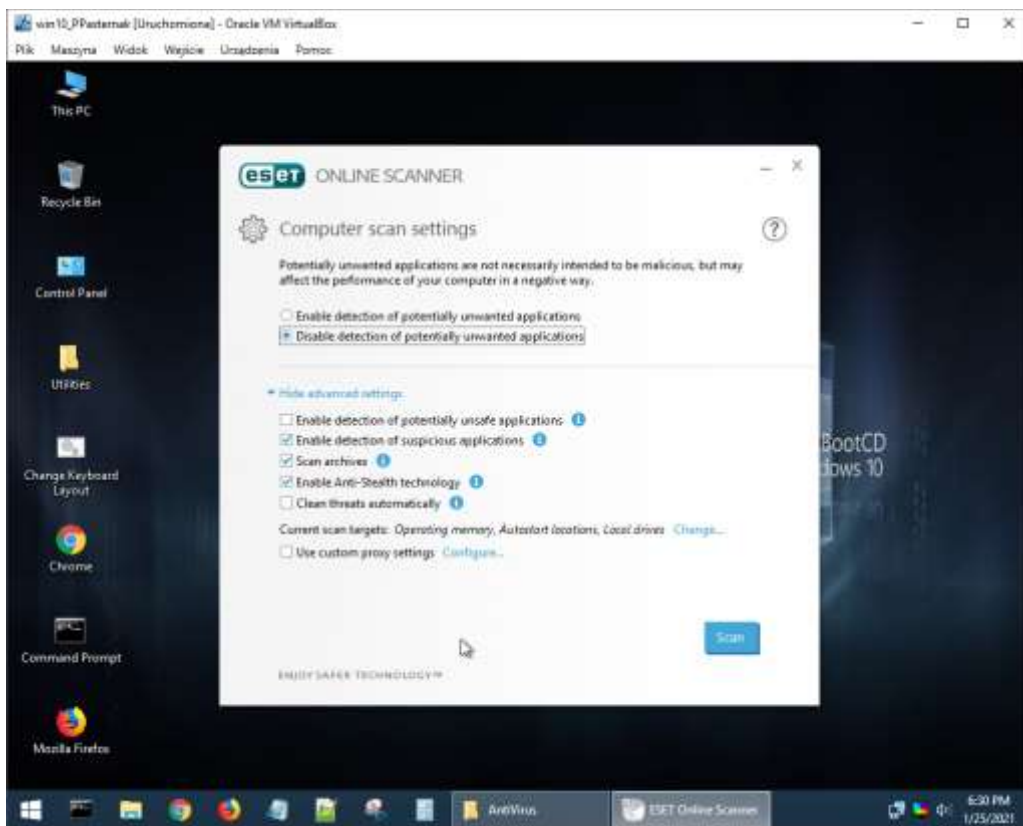 win10_PPasternak [Uruchomiona] - Oracle VM VirtualBox
Plik Maszyna Widok Wejście Urządzenia Pomoc
This PC
Recycle Bin
Control Panel
Utilities
Change Keyboard
Layout
Chrome
Command Prompt
Mozilla Firefox
eset ONLINE SCANNER
Computer scan settings
?
Potentially unwanted applications are not necessarily intended to be malicious, but may
affect the performance of your computer in a negative way.
Enable detection of potentially unwanted applications
Disable detection of potentially unwanted applications
Hide advanced settings
Enable detection of potentially unsafe applications
Enable detection of suspicious applications
Scan archives
Enable Anti-Stealth technology
Clean threats automatically
Current scan targets: Operating memory, Autostart locations, Local drives Change...
Use custom proxy settings Configure...
Scan
ENJOY SAFER TECHNOLOGY™
BootCD
dows 10
AntiVirus
ESET Online Scanner
6:30 PM
1/25/2021